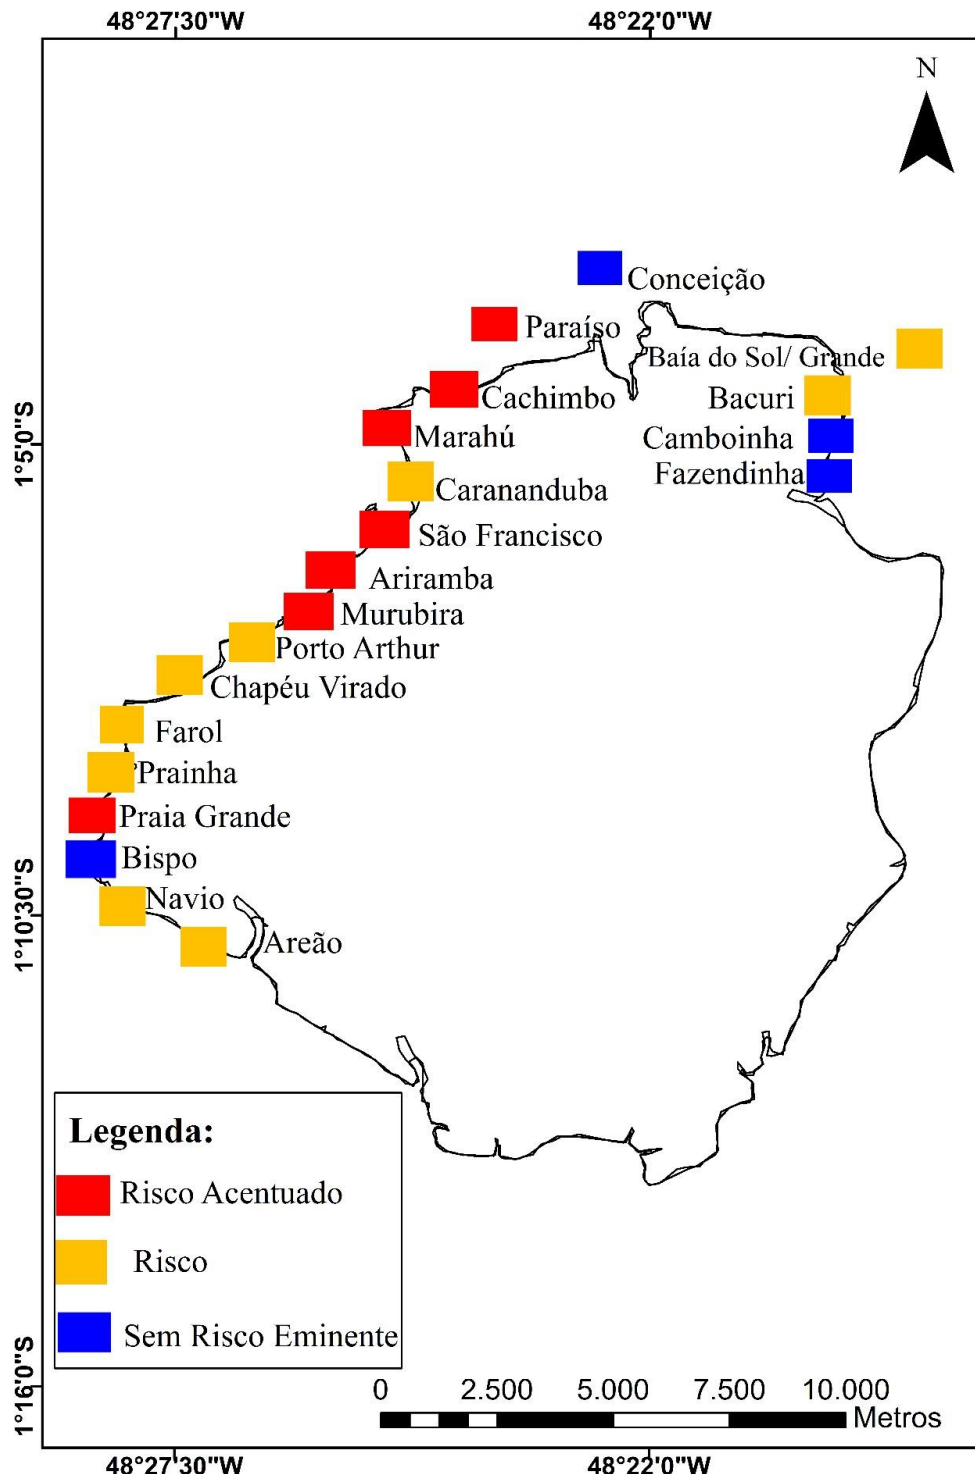 48°27'30"W
48°22'0"W
N
Conceição
Paraíso
Baía do Sol/ Grande
Cachimbo
Bacuri
Marahú
Camboinha
1°5'0"S
Fazendinha
Carananduba
São Francisco
Ariramba
Murubira
Porto Arthur
Chapéu Virado
Farol
Prainha
Praia Grande
Bispo
Navio
1°10'30"S
Areão
Legenda:
Risco Acentuado
Risco
Sem Risco Eminente
1°16'0"S
0 2.500 5.000 7.500 10.000
Metros
48°27'30"W
48°22'0"W